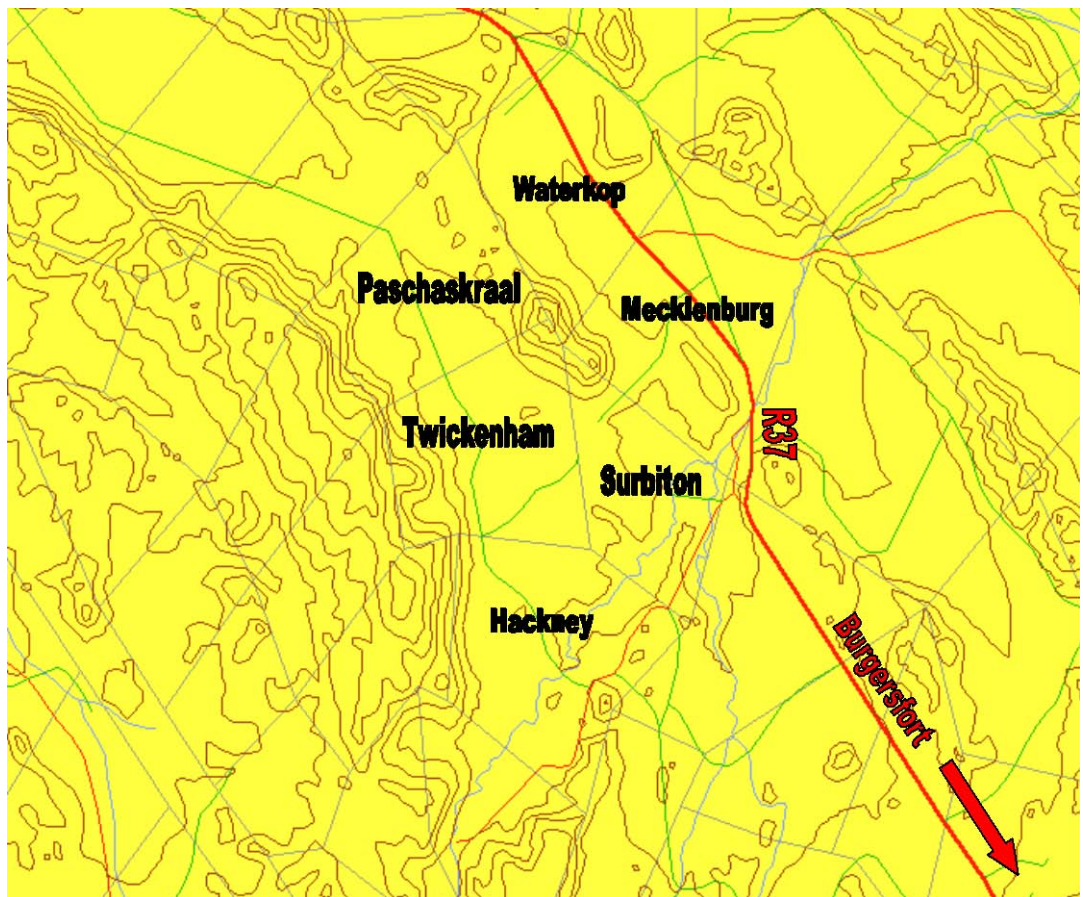 Waterkop
Paschaskraal
Mecklenburg
R37
Twickenham
Surbiton
Hackney
Burgersfort